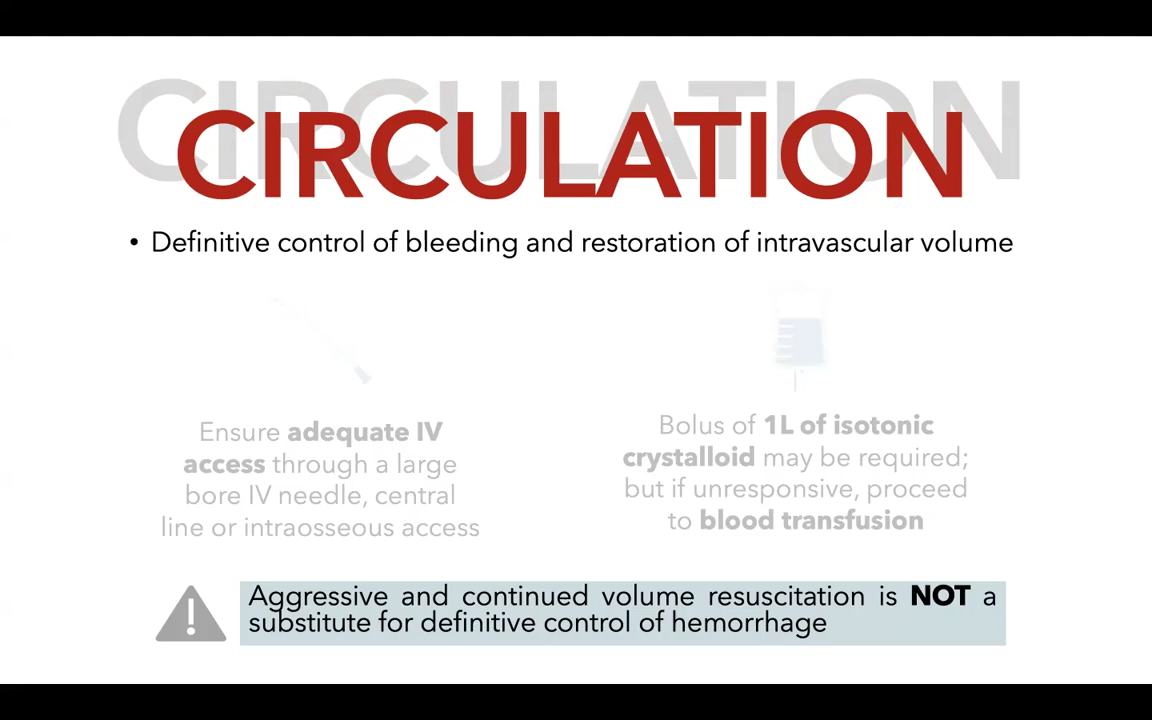 CIRCULATION
CIRCULATION
• Definitive control of bleeding and restoration of intravascular volume
Ensure adequate IV
access through a large
bore IV needle, central
line or intraosseous access
Bolus of 1L of isotonic
crystalloid may be required;
but if unresponsive, proceed
to blood transfusion
Aggressive and continued volume resuscitation is NOT a
substitute for definitive control of hemorrhage